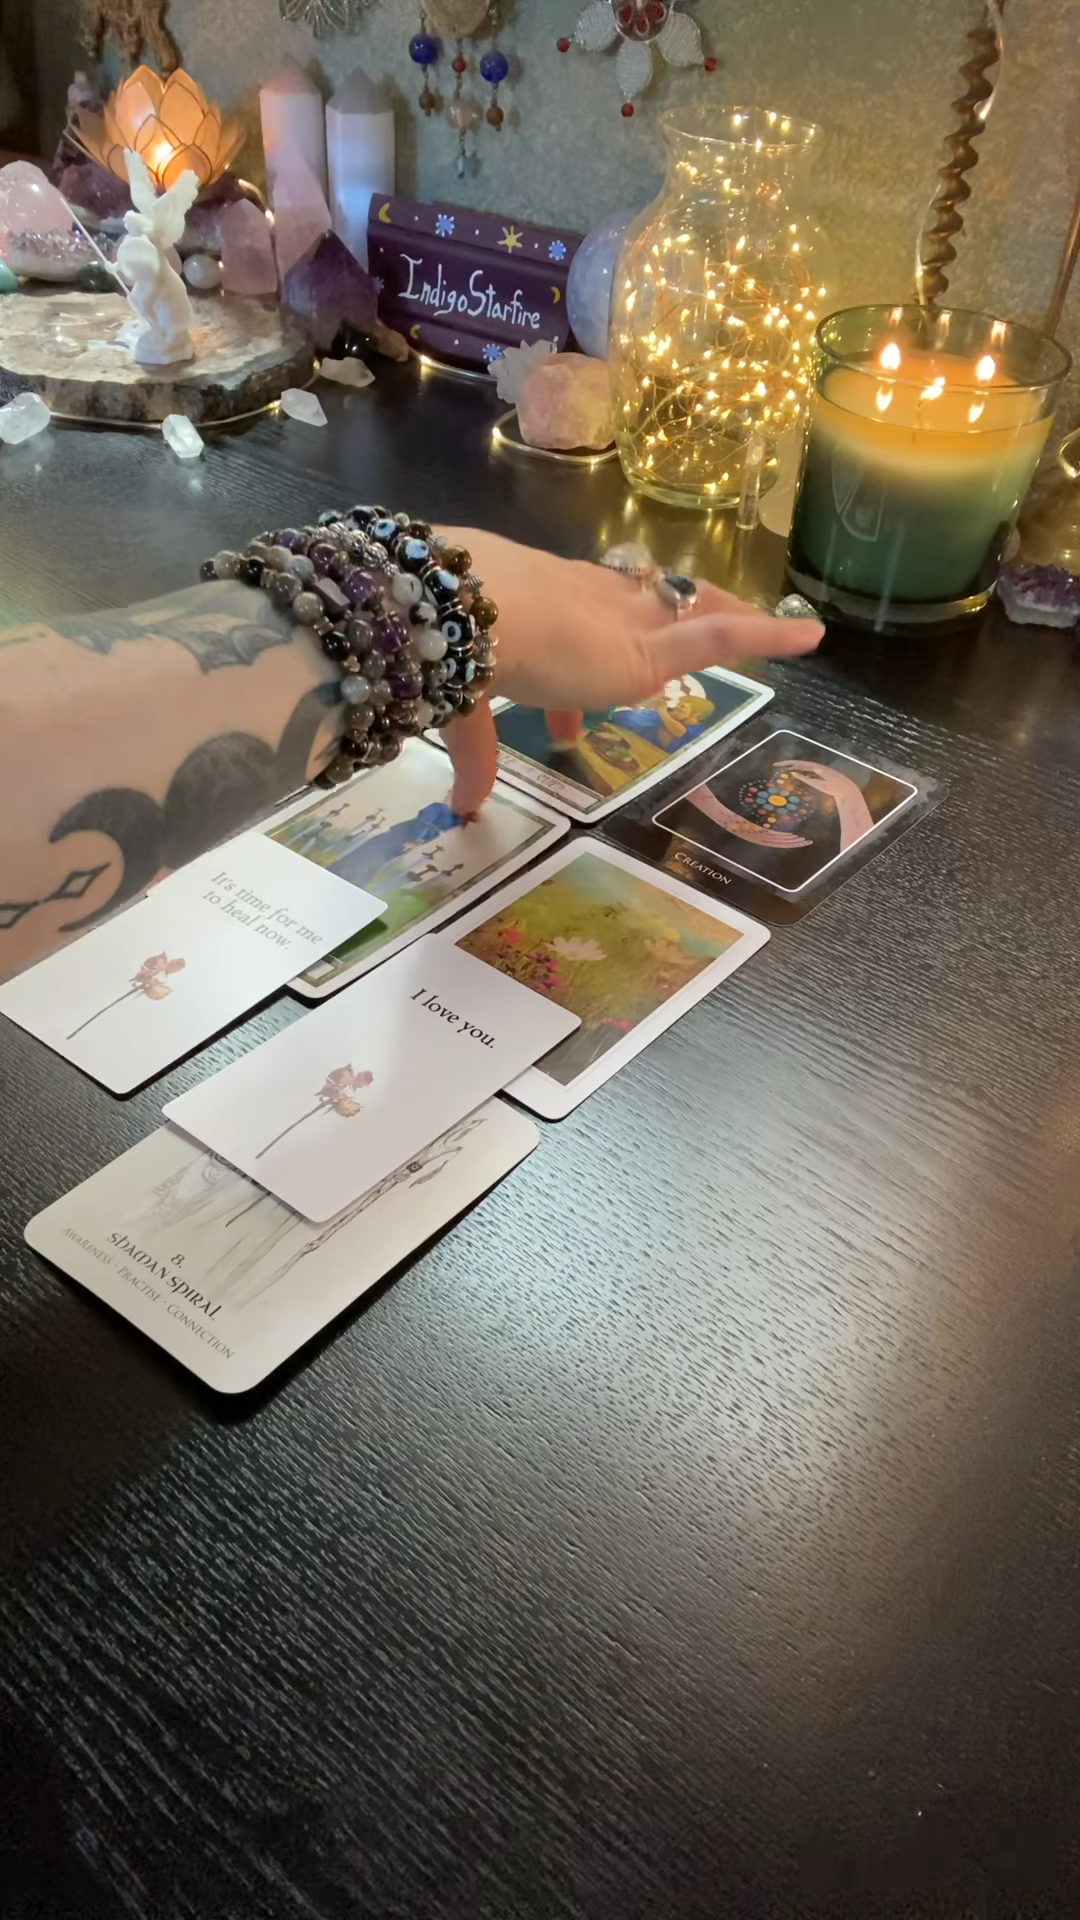 IndigoStarfire
CREATION
It's time for me
to heal now.
I love you.
8.
SHAMAN SPIRAL
AWARENESS · PRACTISE · CONNECTION